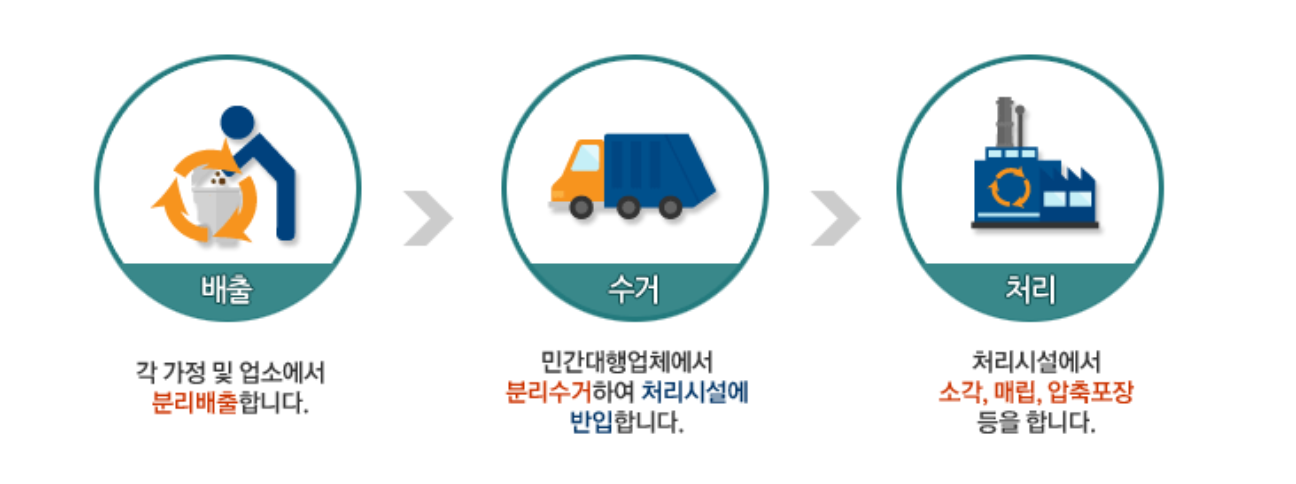 배출
각 가정 및 업소에서
분리배출합니다.
수거
민간대행업체에서
분리수거하여 처리시설에
반입합니다.
처리
처리시설에서
소각, 매립, 압축포장
등을 합니다.